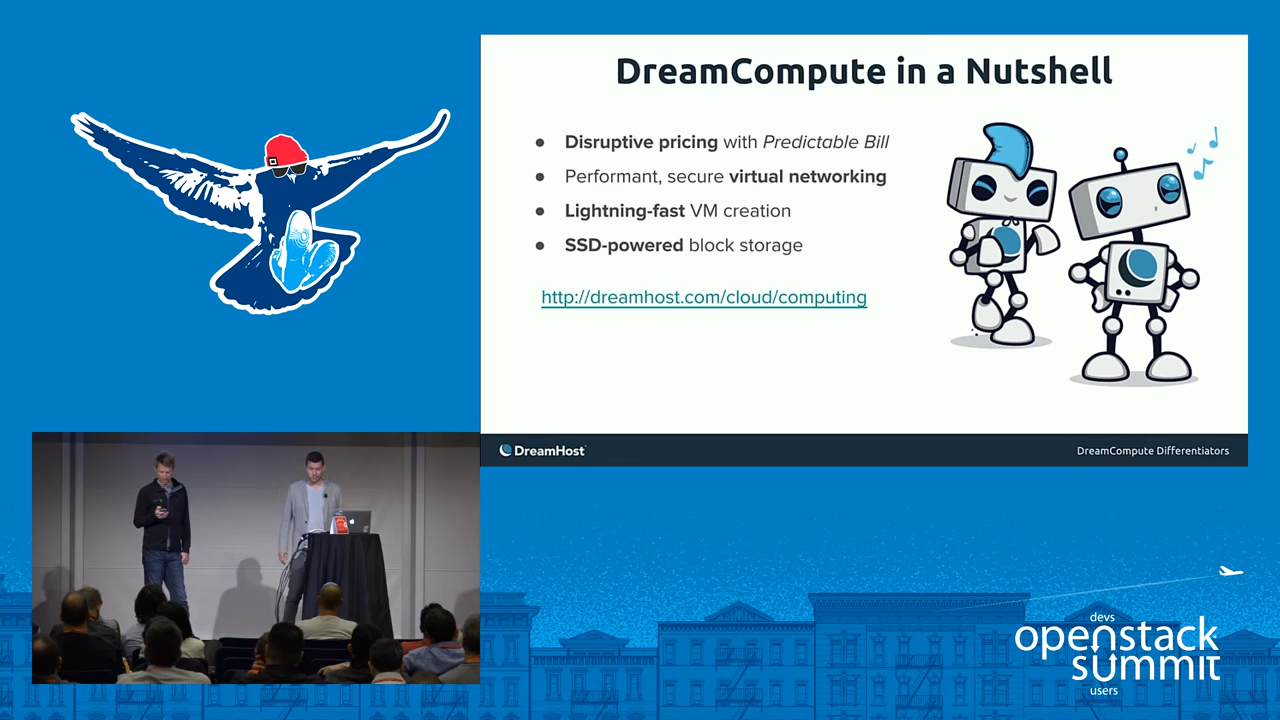 DreamCompute in a Nutshell
● Disruptive pricing with Predictable Bill
● Performant, secure virtual networking
● Lightning-fast VM creation
● SSD-powered block storage
http://dreamhost.com/cloud/computing
DreamHost
DreamCompute Differentiators
devs
openstack
summit
users